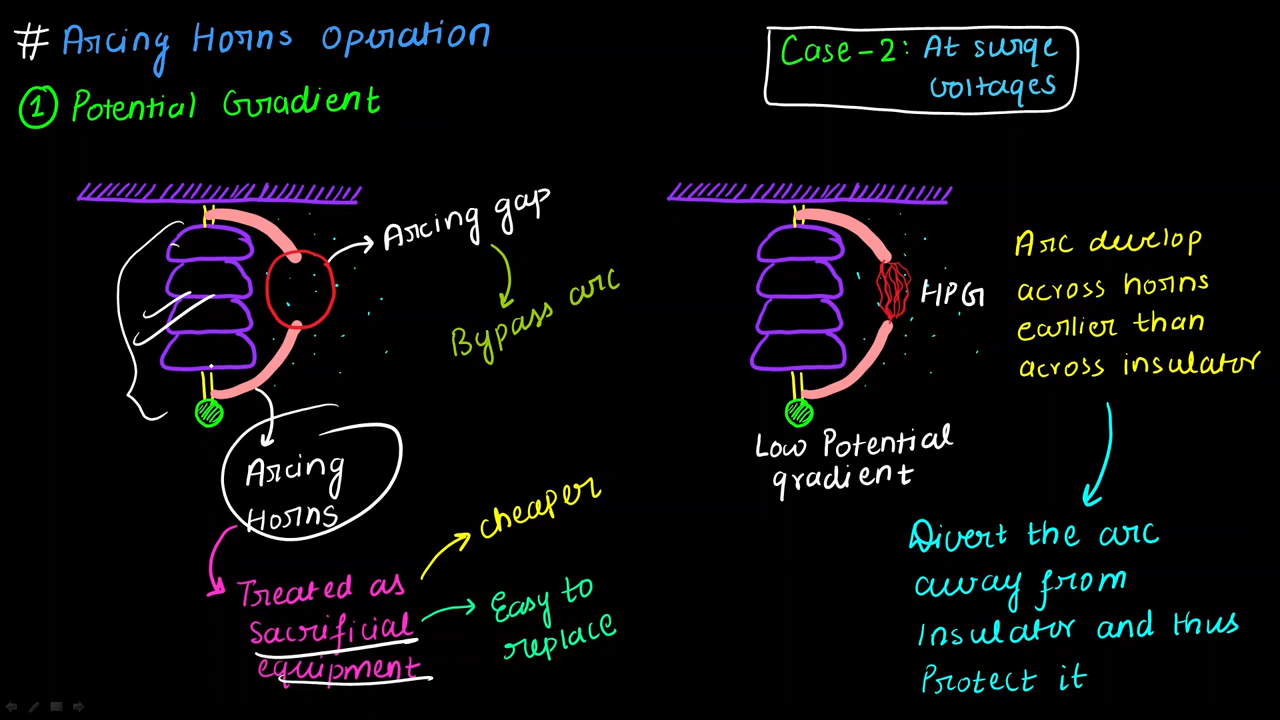 # Arcing Horns Operation
① Potential Gradient
Case-2: At surge
voltages
Arcing gap
Bypass arc
Arcing
Horns
Treated as
sacrificial
equipment
cheaper
Easy to
replace
HPG
Low Potential
gradient
Arc develop
across horns
earlier than
across insulator
Divert the arc
away from
Insulator and thus
Protect it